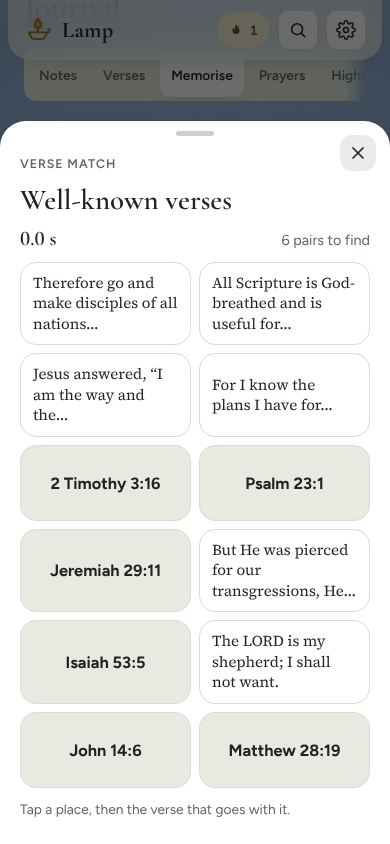 Journal
Lamp
1
Notes
Verses
Memorise
Prayers
High
VERSE MATCH
Well-known verses
0.0 s
6 pairs to find
Therefore go and
make disciples of all
nations...
All Scripture is God-
breathed and is
useful for...
Jesus answered, “I
am the way and
the...
For I know the
plans I have for...
2 Timothy 3:16
Psalm 23:1
Jeremiah 29:11
But He was pierced
for our
transgressions, He...
Isaiah 53:5
The LORD is my
shepherd; I shall
not want.
John 14:6
Matthew 28:19
Tap a place, then the verse that goes with it.